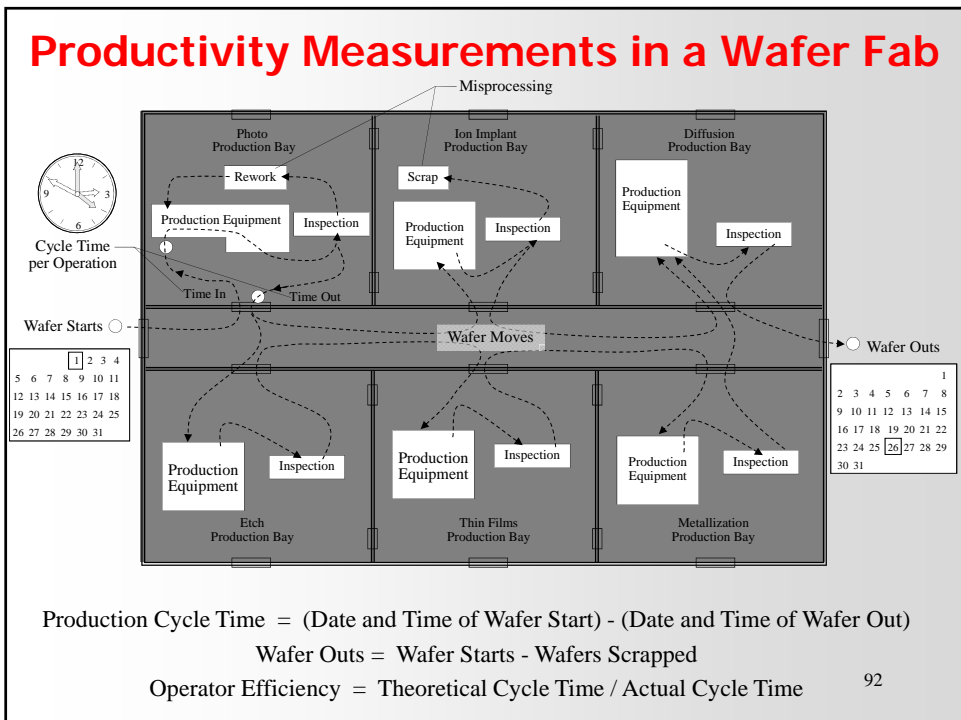 Productivity Measurements in a Wafer Fab
Misprocessing
Photo
Production Bay
Ion Implant
Production Bay
Diffusion
Production Bay
12
9
3
6
Rework
Production Equipment
Inspection
Scrap
Production
Equipment
Inspection
Production
Equipment
Inspection
Cycle Time
per Operation
Time In
Time Out
Wafer Starts
Wafer Moves
Wafer Outs
1 2 3 4
5 6 7 8 9 10 11
12 13 14 15 16 17 18
19 20 21 22 23 24 25
26 27 28 29 30 31
1
2 3 4 5 6 7 8
9 10 11 12 13 14 15
16 17 18 19 20 21 22
23 24 25 26 27 28 29
30 31
Production
Equipment
Inspection
Production
Equipment
Inspection
Production
Equipment
Inspection
Etch
Production Bay
Thin Films
Production Bay
Metallization
Production Bay
Production Cycle Time = (Date and Time of Wafer Start) - (Date and Time of Wafer Out)
Wafer Outs = Wafer Starts - Wafers Scrapped
Operator Efficiency = Theoretical Cycle Time / Actual Cycle Time
92